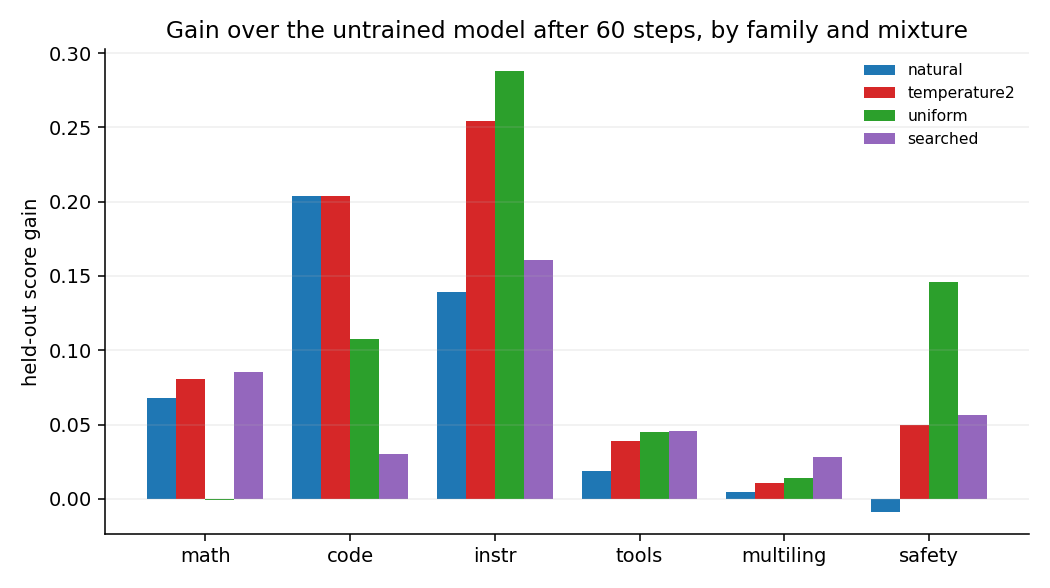 Gain over the untrained model after 60 steps, by family and mixture
held-out score gain
0.30
0.25
0.20
0.15
0.10
0.05
0.00
natural
temperature2
uniform
searched
math
code
instr
tools
multiling
safety